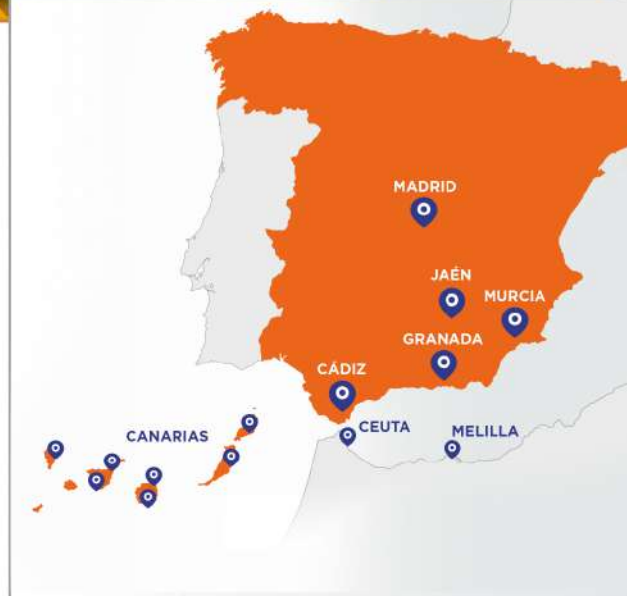 MADRID
JAÉN
MURCIA
GRANADA
CÁDIZ
CEUTA
MELILLA
CANARIAS